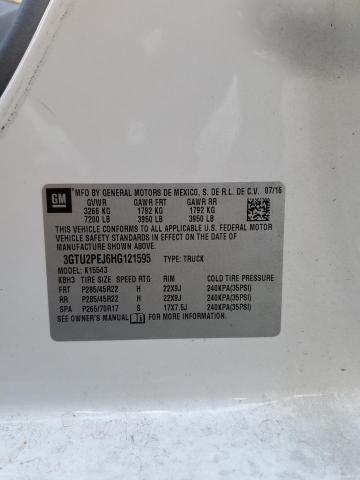 GM
MFD BY GENERAL MOTORS DE MEXICO, S. DE R.L. DE C.V. 07/16
GVWR GAWR FRT GAWR RR
3266 KG 1792 KG 1792 KG
7200 LB 3950 LB 3950 LB
THIS VEHICLE CONFORMS TO ALL APPLICABLE U.S. FEDERAL MOTOR
VEHICLE SAFETY AND THEFT PREVENTION STANDARDS IN
EFFECT ON THE DATE OF MANUFACTURE SHOWN ABOVE.
3GTU2PEJ6HG121595 TYPE: TRUCK
MODEL: K15543
KBH3 TIRE SIZE SPEED RTG RIM COLD TIRE PRESSURE
FRT P285/45R22 H 22X9J 240KPA(35PSI)
RR P285/45R22 H 22X9J 240KPA(35PSI)
SPA P265/70R17 S 17X7.5J 240KPA(35PSI)
SEE OWNER'S MANUAL FOR MORE INFORMATION.